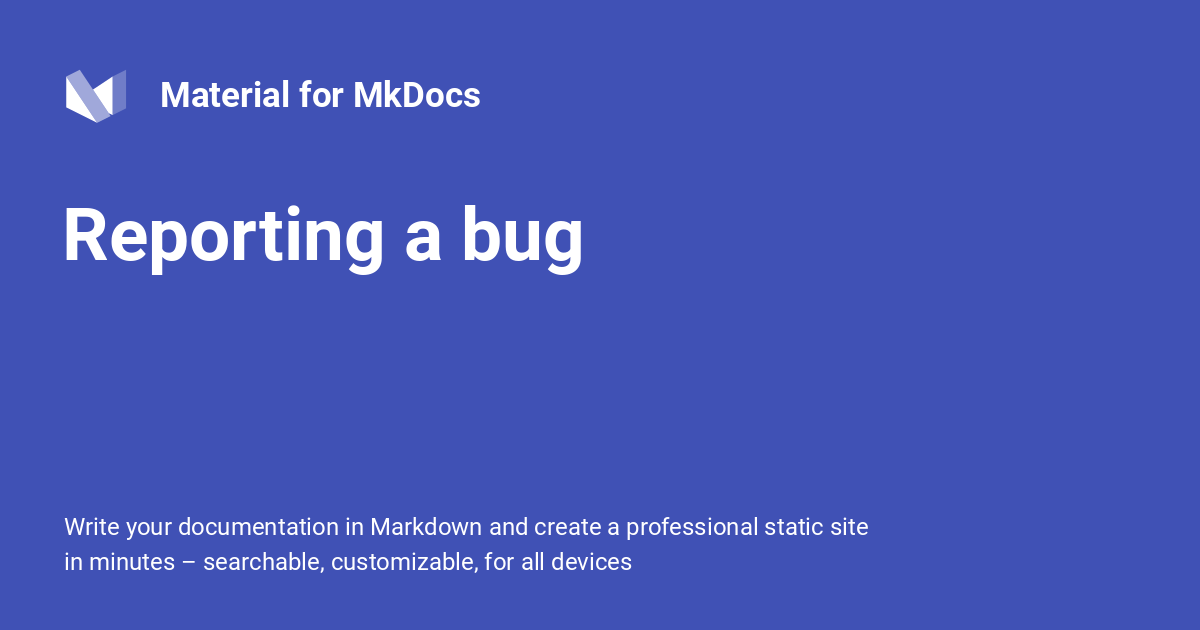 Material for MkDocs
Reporting a bug
Write your documentation in Markdown and create a professional static site
in minutes – searchable, customizable, for all devices